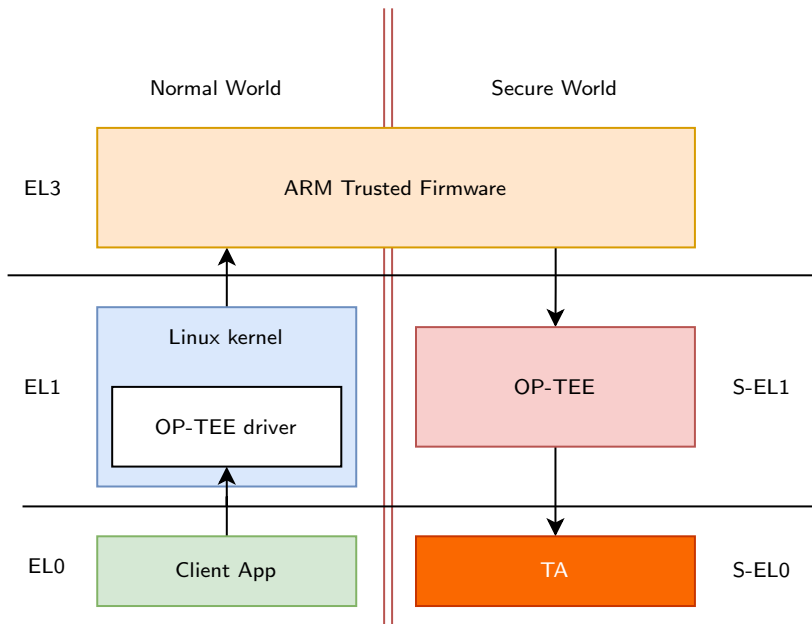 Normal World
Secure World
EL3
ARM Trusted Firmware
Linux kernel
EL1
OP-TEE driver
OP-TEE
S-EL1
EL0
Client App
TA
S-EL0